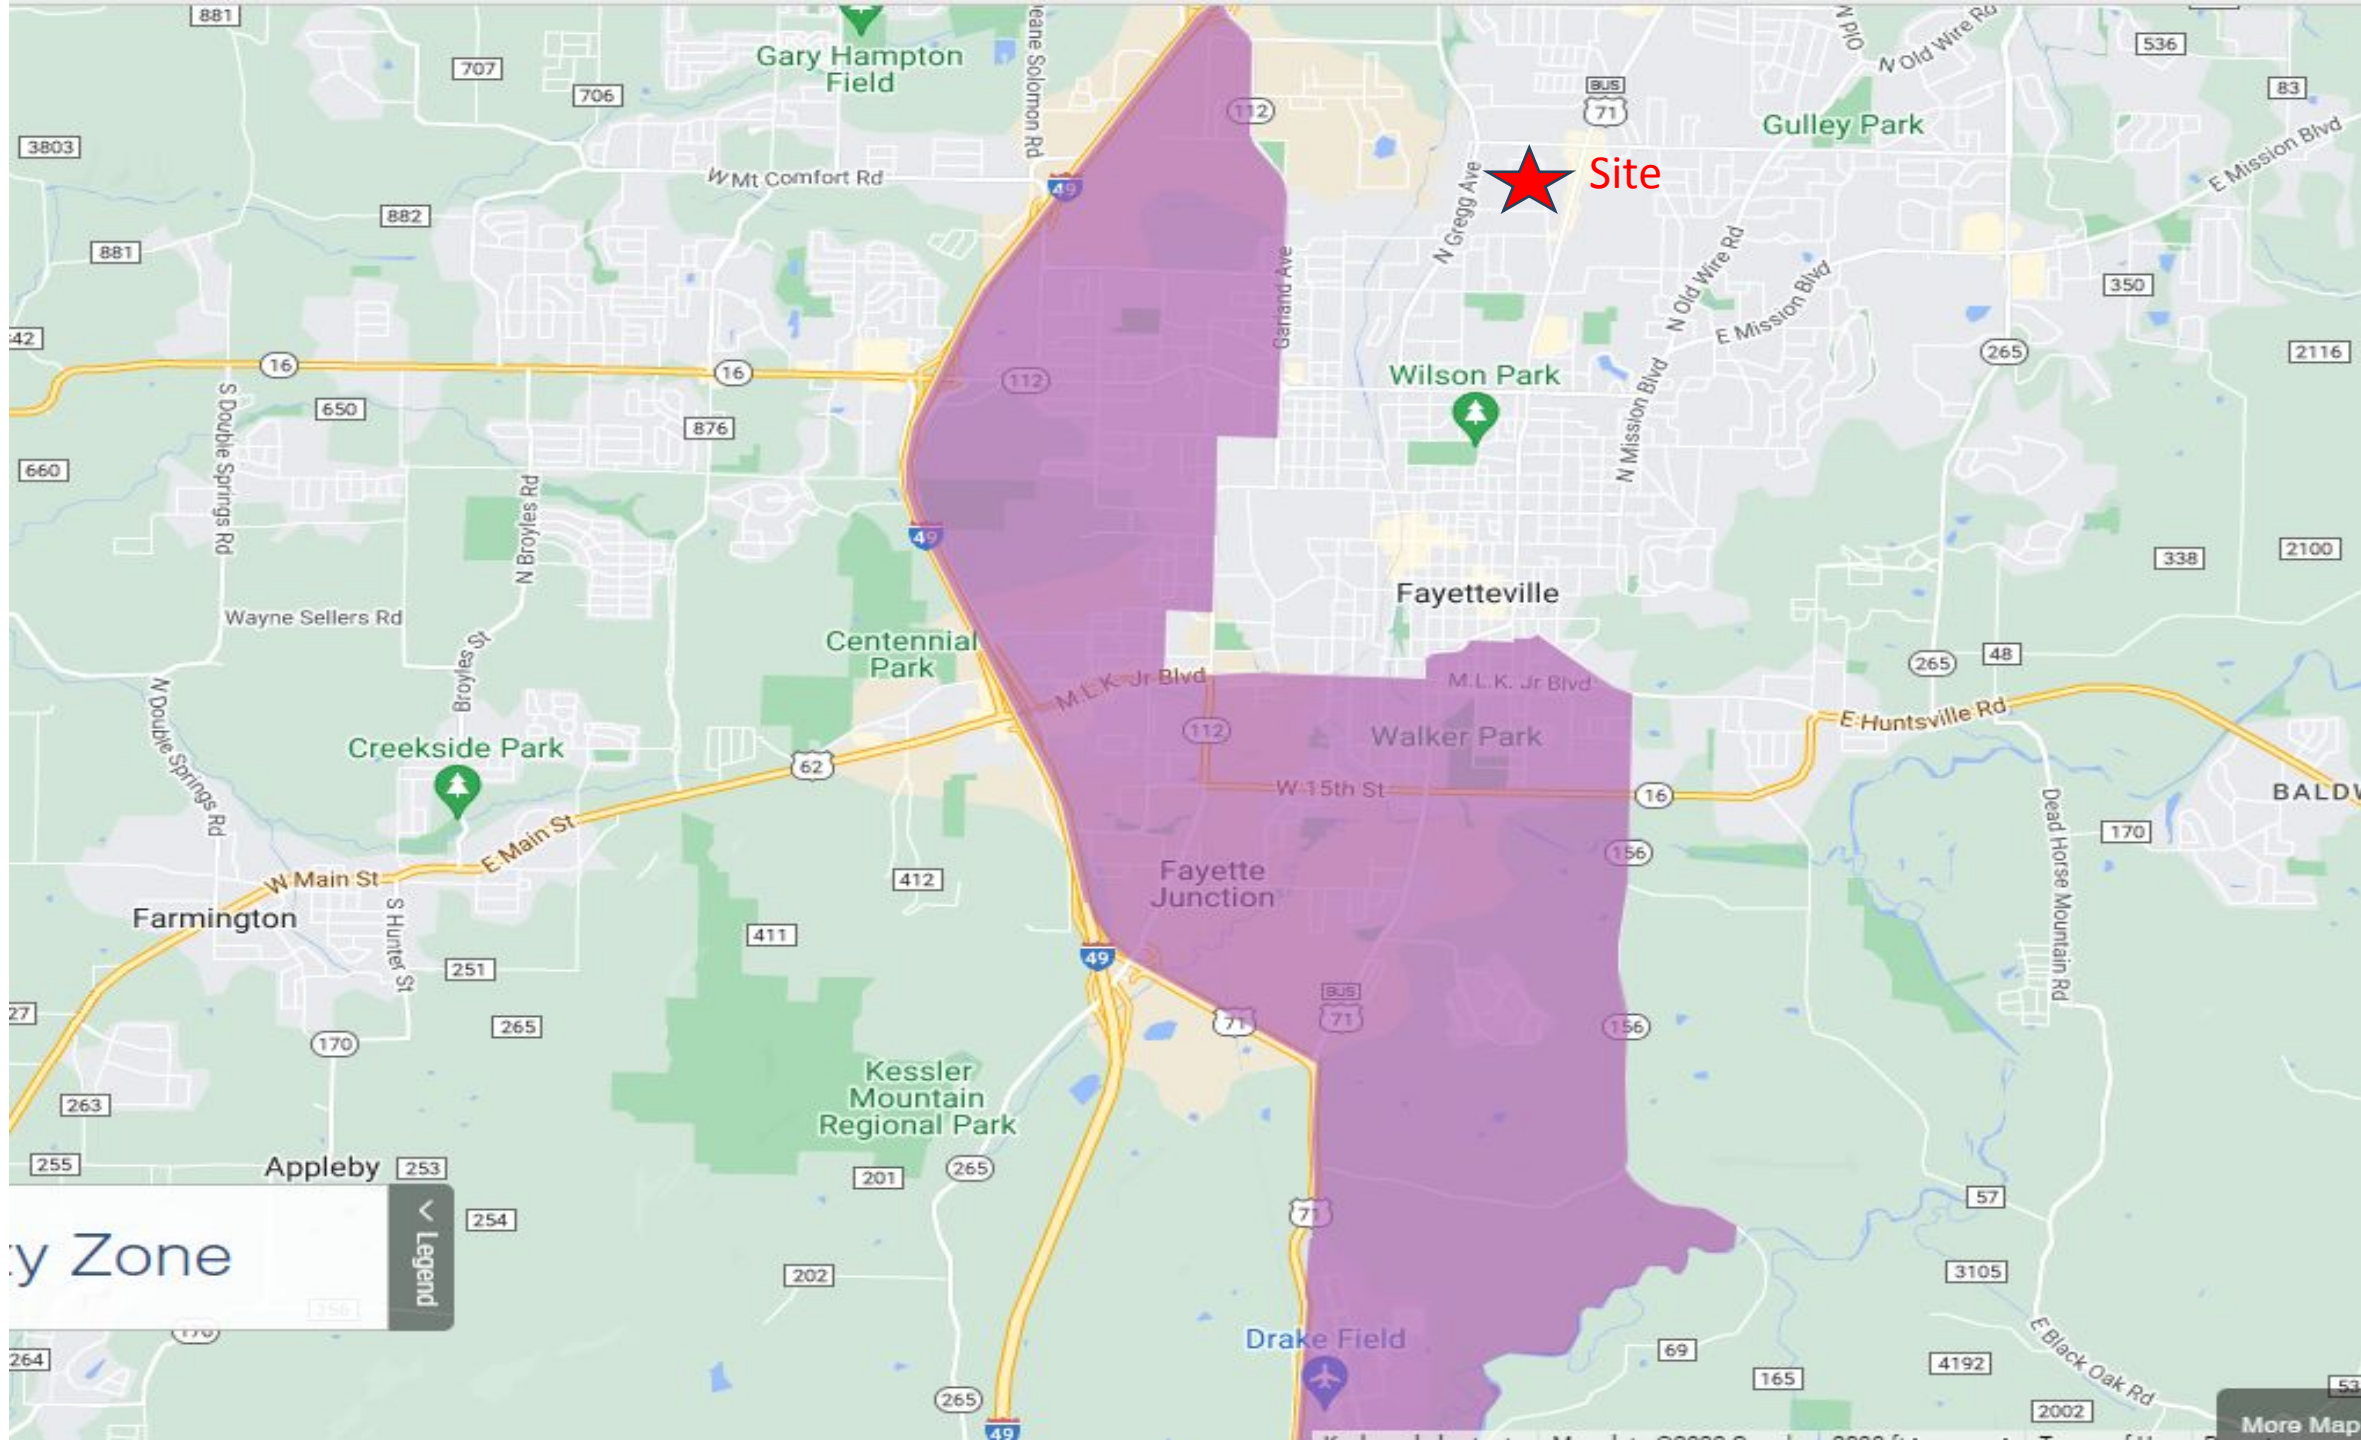 881
707
706
Gary Hampton
Field
eane Solomon Rd
112
BUS
71
N Old Wire Rd
536
83
Gulley Park
E Mission Blvd
3803
W Mt Comfort Rd
49
N Gregg Ave
Site
882
881
Garland Ave
N Old Wire Rd
E Mission Blvd
350
42
16
16
112
Wilson Park
265
2116
650
876
S Double Springs Rd
N Mission Blvd
660
N Broyles Rd
49
338
2100
Fayetteville
Wayne Sellers Rd
Broyles St
Centennial
Park
M.L.K. Jr Blvd
M.L.K. Jr Blvd
265
48
E Huntsville Rd
N Double Springs Rd
Creekside Park
62
112
Walker Park
W 15th St
16
BALDW
Dead Horse Mountain Rd
170
E Main St
156
W Main St
412
Fayette
Junction
Farmington
S Hunter St
411
49
251
27
265
170
71
BUS
71
156
Kessler
Mountain
Regional Park
263
255
Appleby
253
201
265
254
71
57
y Zone
< Legend
202
256
170
3105
Drake Field
69
4192
165
E Black Oak Rd
264
265
49
2002
53
More Map